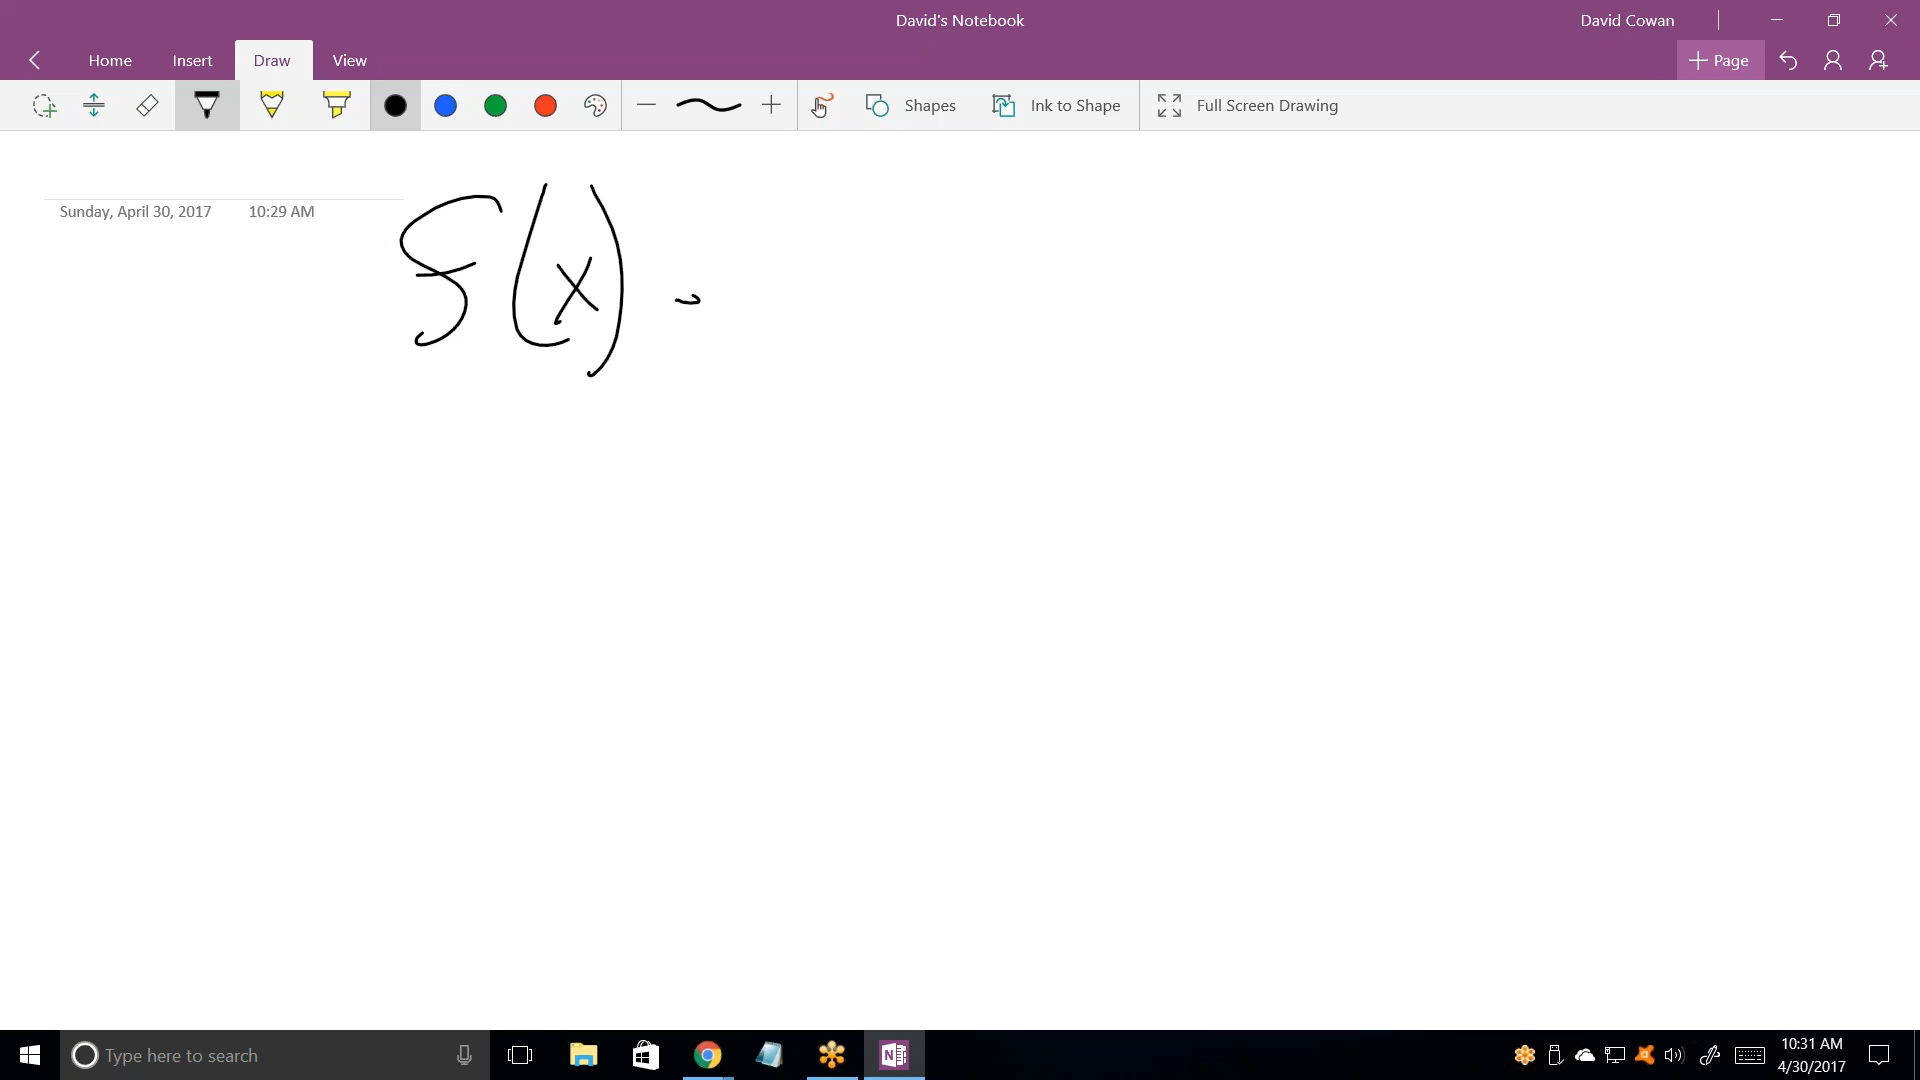 David's Notebook
David Cowan
Home Insert Draw View
Page
Shapes Ink to Shape Full Screen Drawing
Sunday, April 30, 2017 10:29 AM
f(x) =
Type here to search
N
10:31 AM
4/30/2017